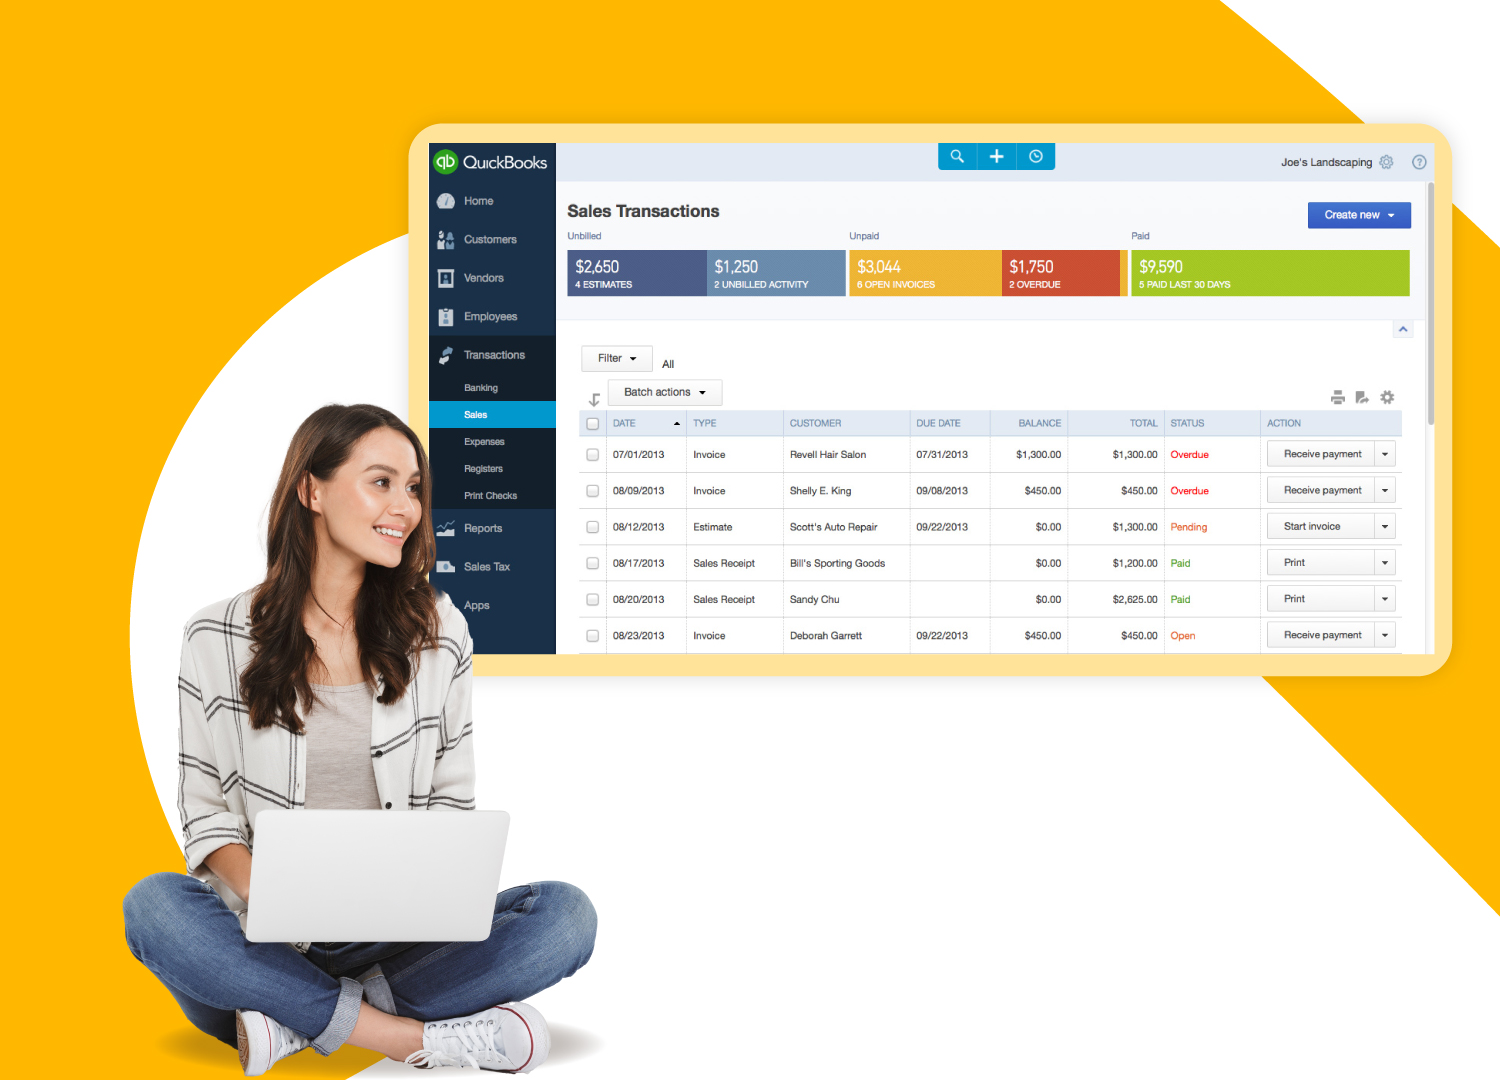 qb QuickBooks
Joe's Landscaping
Home
Customers
Vendors
Employees
Transactions
Banking
Sales
Expenses
Registers
Print Checks
Reports
Sales Tax
Apps
Sales Transactions
Create new
Unbilled Unpaid Paid
$2,650 $1,250 $3,044 $1,750 $9,590
4 ESTIMATES 2 UNBILLED ACTIVITY 6 OPEN INVOICES 2 OVERDUE 5 PAID LAST 30 DAYS
Filter All
Batch actions
DATE TYPE CUSTOMER DUE DATE BALANCE TOTAL STATUS ACTION
07/01/2013 Invoice Revell Hair Salon 07/31/2013 $1,300.00 $1,300.00 Overdue Receive payment
08/09/2013 Invoice Shelly E. King 09/08/2013 $450.00 $450.00 Overdue Receive payment
08/12/2013 Estimate Scott's Auto Repair 09/22/2013 $0.00 $1,300.00 Pending Start invoice
08/17/2013 Sales Receipt Bill's Sporting Goods $0.00 $1,200.00 Paid Print
08/20/2013 Sales Receipt Sandy Chu $0.00 $2,625.00 Paid Print
08/23/2013 Invoice Deborah Garrett 09/22/2013 $450.00 $450.00 Open Receive payment